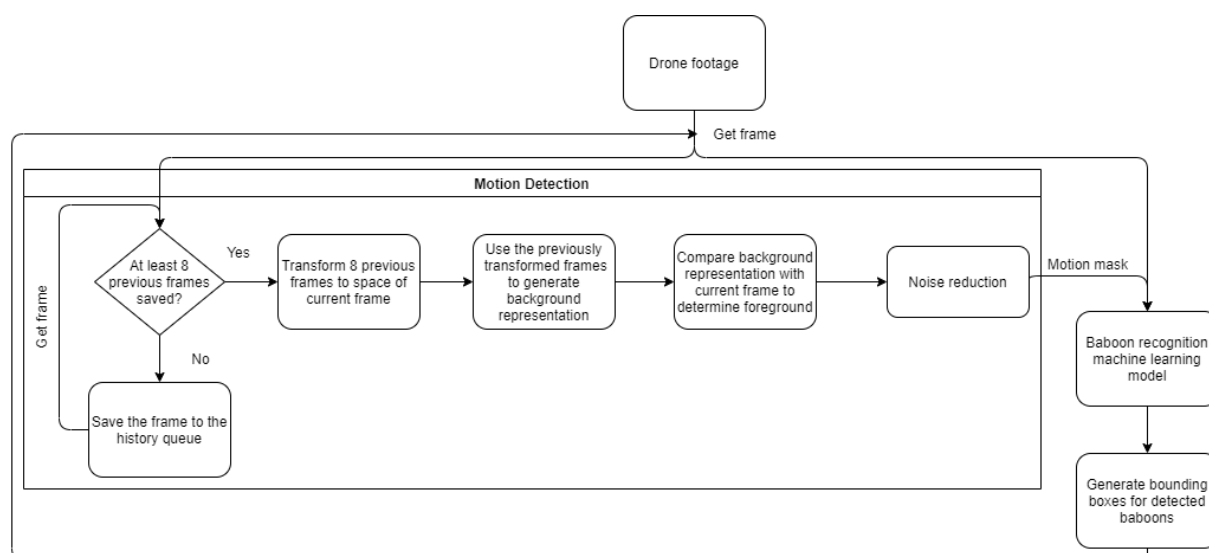 Drone footage
Get frame
Motion Detection
Get frame
At least 8
previous frames
saved?
Yes
Transform 8 previous
frames to space of
current frame
Use the previously
transformed frames
to generate
background
representation
Compare background
representation with
current frame to
determine foreground
Noise reduction
Motion mask
No
Save the frame to the
history queue
Baboon recognition
machine learning
model
Generate bounding
boxes for detected
baboons